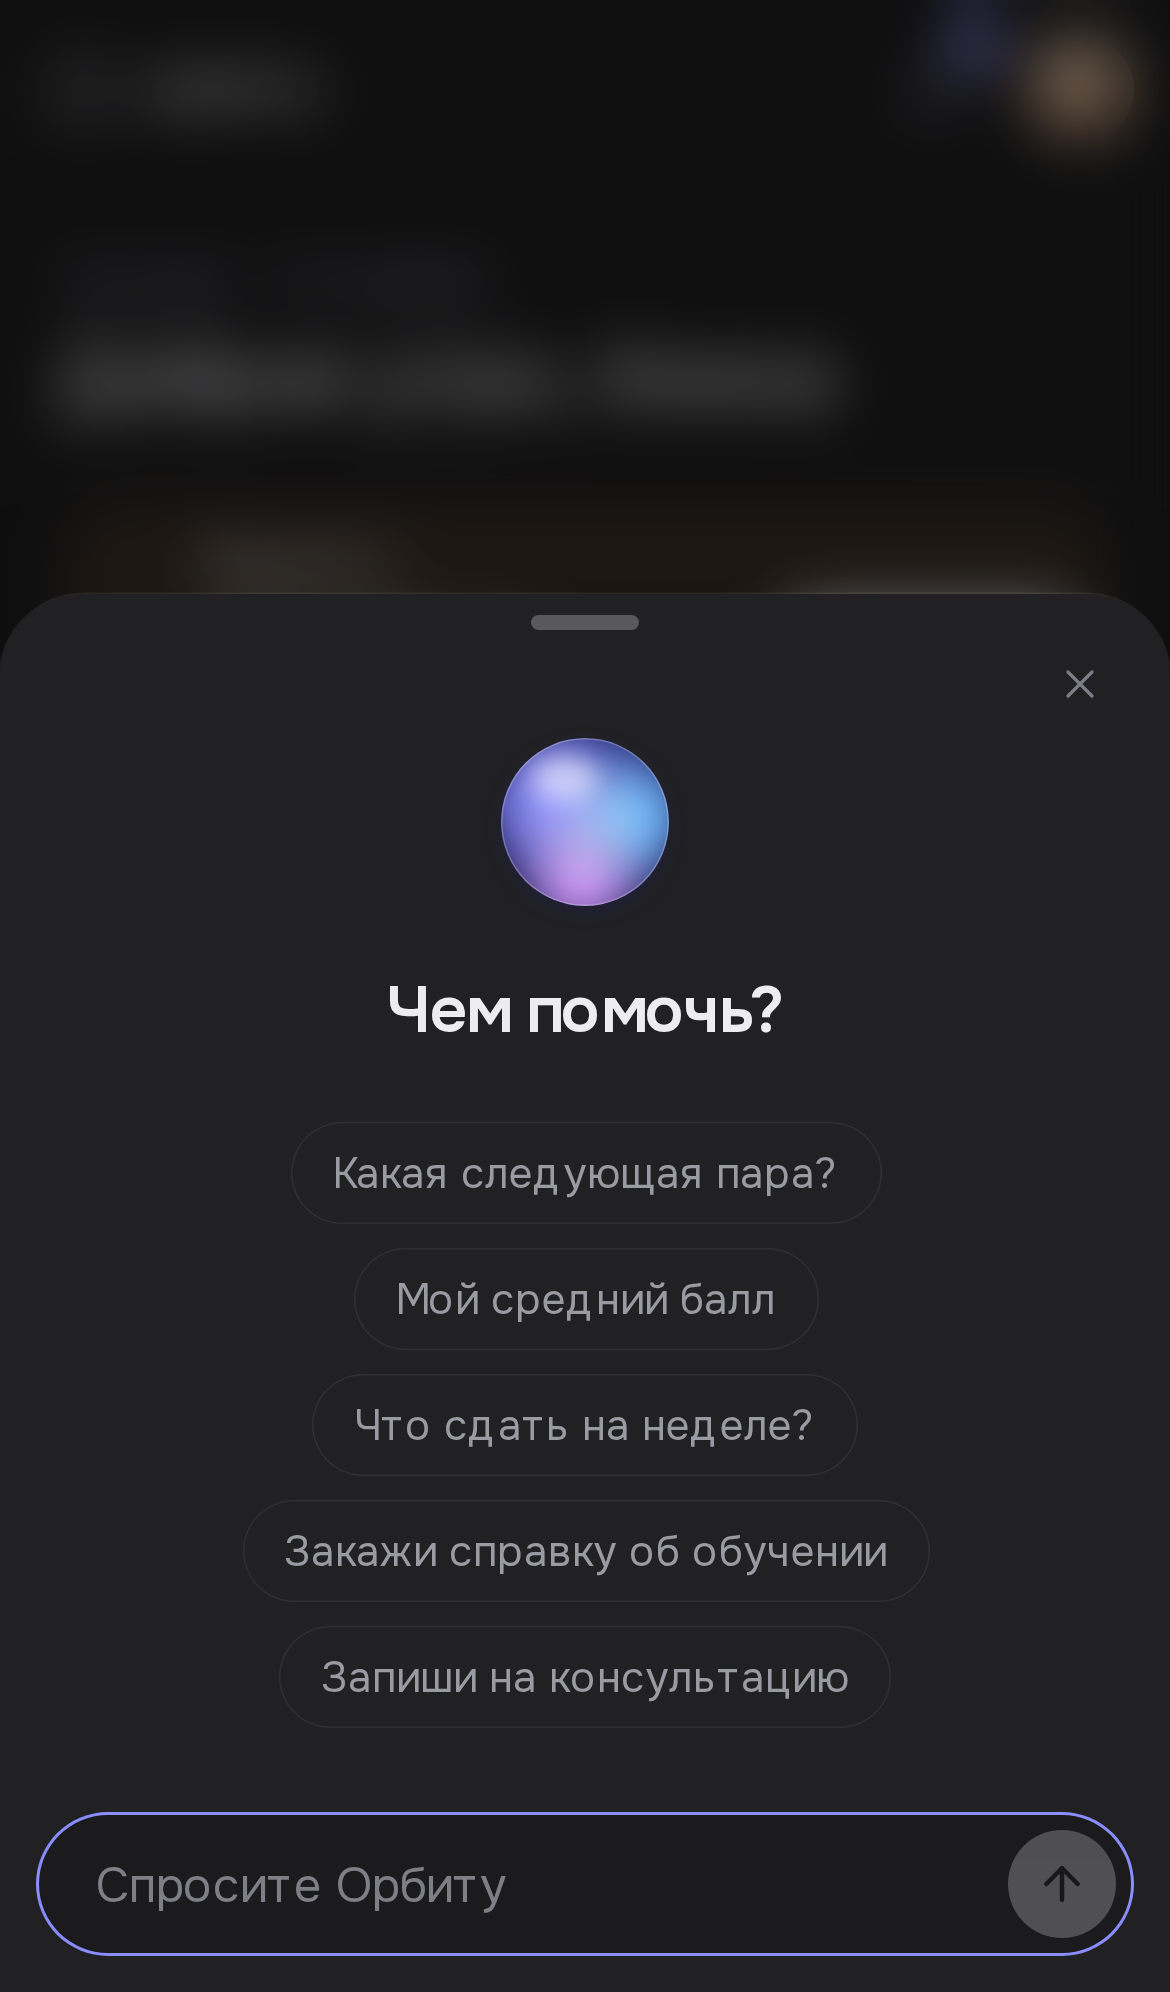 Чем помочь?
Какая следующая пара?
Мой средний балл
Что сдать на неделе?
Закажи справку об обучении
Запиши на консультацию
Спросите Орбиту